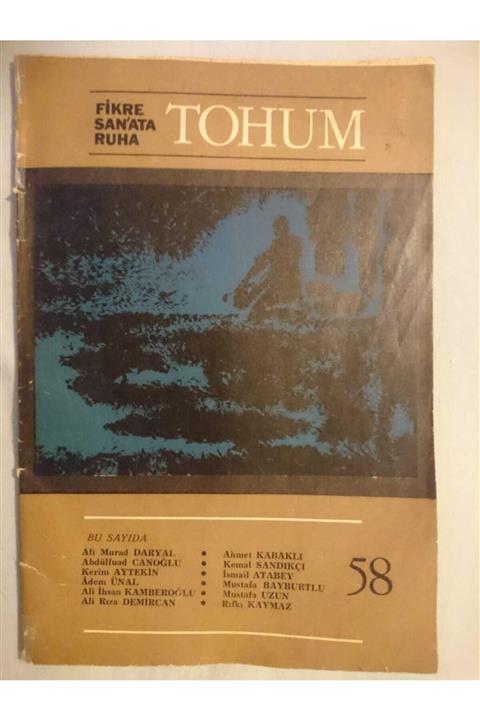 FİKRE
SAN'ATA
RUHA
TOHUM
BU SAYIDA
Ali Murad DARYAL
Abdülfuad CANOĞLU
Kerim AYTEKİN
Âdem ÜNAL
Ali İhsan KAMBEROĞLU
Ali Rıza DEMİRCAN
Ahmet KABAKLI
Kemal SANDIKÇI
İsmail ATABEY
Mustafa BAYBURTLU
Mustafa UZUN
Rıfkı KAYMAZ
58